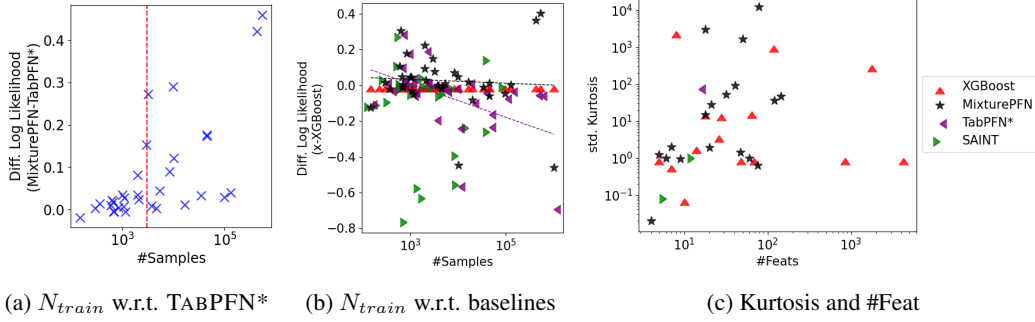 Diff. Log Likelihood
(MixturePFN-TabPFN*)
0.4
0.3
0.2
0.1
0.0
10³
10⁵
#Samples
(a) N_train w.r.t. TABPFN*
Diff. Log Likelihood
(x-XGBoost)
0.4
0.2
0.0
−0.2
−0.4
−0.6
−0.8
10³
10⁵
#Samples
(b) N_train w.r.t. baselines
std. Kurtosis
10⁴
10³
10²
10¹
10⁰
10⁻¹
10¹
10²
10³
#Feats
XGBoost
MixturePFN
TabPFN*
SAINT
(c) Kurtosis and #Feat